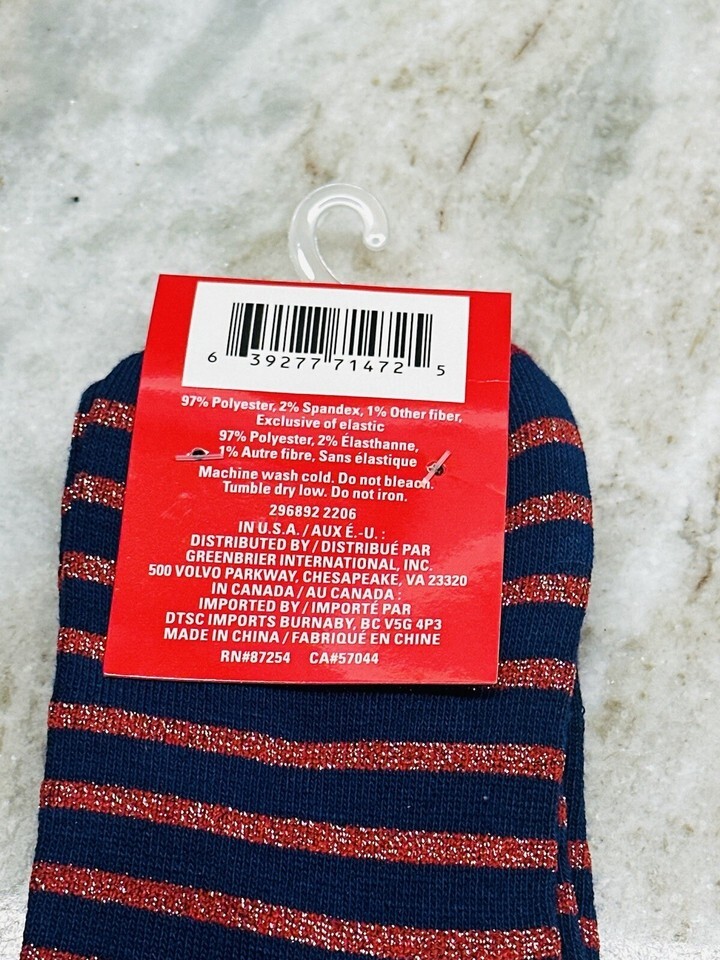 6 39277 71472 5
97% Polyester, 2% Spandex, 1% Other fiber,
Exclusive of elastic
97% Polyester, 2% Élasthanne,
1% Autre fibre, Sans élastique
Machine wash cold. Do not bleach.
Tumble dry low. Do not iron.
296892 2206
IN U.S.A. / AUX É.-U. :
DISTRIBUTED BY / DISTRIBUÉ PAR
GREENBRIER INTERNATIONAL, INC.
500 VOLVO PARKWAY, CHESAPEAKE, VA 23320
IN CANADA / AU CANADA :
IMPORTED BY / IMPORTÉ PAR
DTSC IMPORTS BURNABY, BC V5G 4P3
MADE IN CHINA / FABRIQUÉ EN CHINE
RN#87254 CA#57044